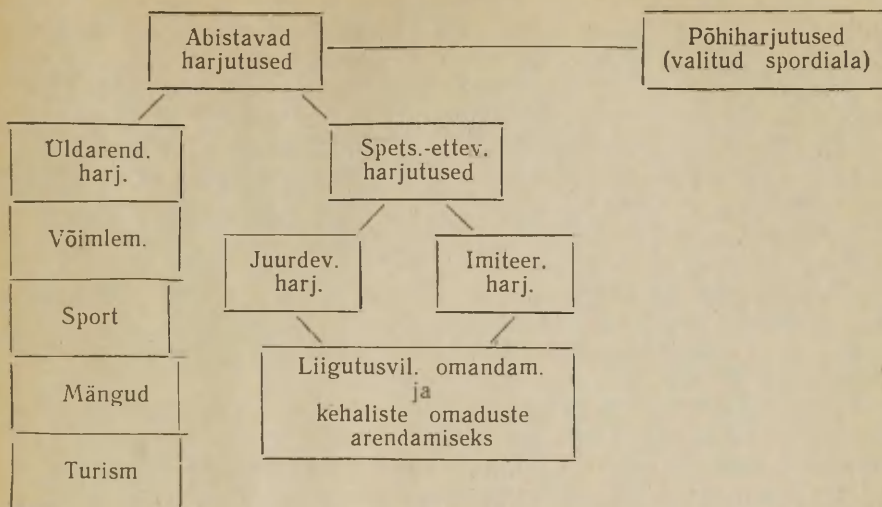 Abistavad
harjutused
Põhiharjutused
(valitud spordiala)
Üldarend.
harj.
Spets.-ettev.
harjutused
Võimlem.
Juurdev.
harj.
Imiteer.
harj.
Sport
Mängud
Turism
Liigutusvil. omandam.
ja
kehaliste omaduste
arendamiseks